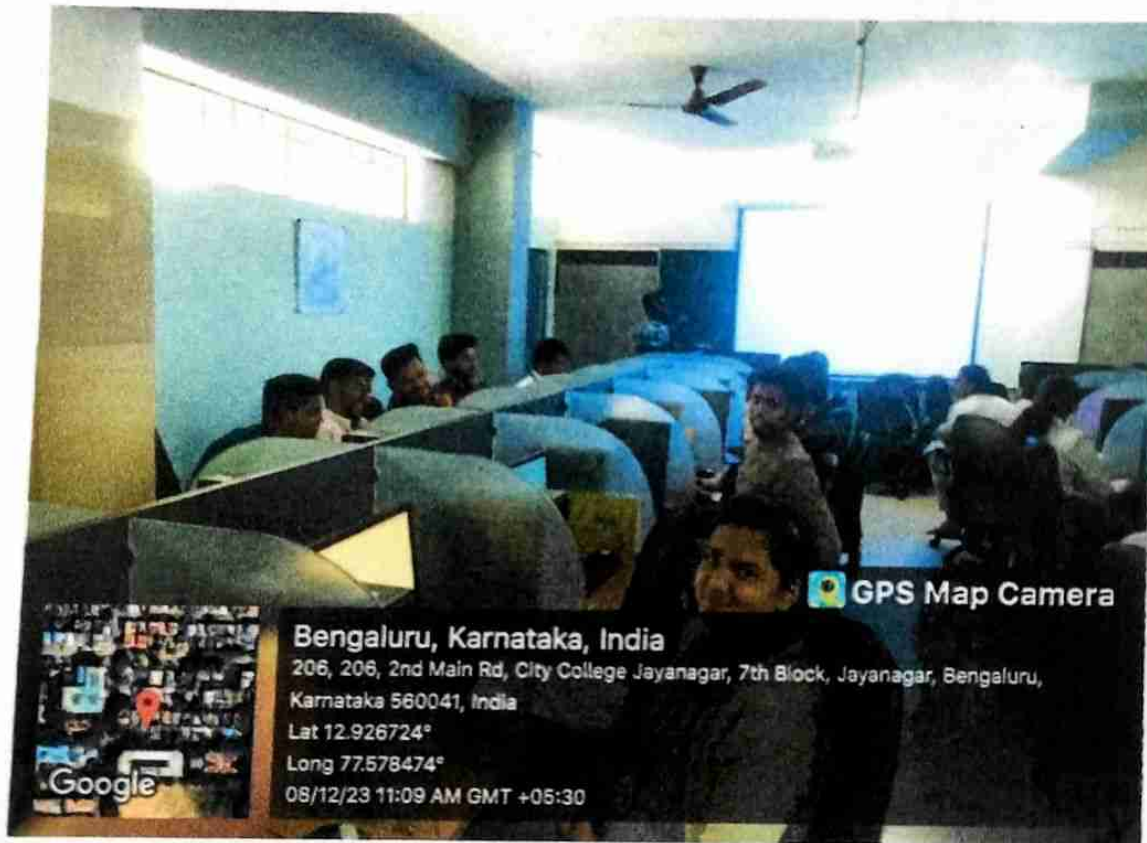 GPS Map Camera
Bengaluru, Karnataka, India
206, 206, 2nd Main Rd, City College Jayanagar, 7th Block, Jayanagar, Bengaluru,
Karnataka 560041, India
Lat 12.926724°
Long 77.578474°
08/12/23 11:09 AM GMT +05:30
Google